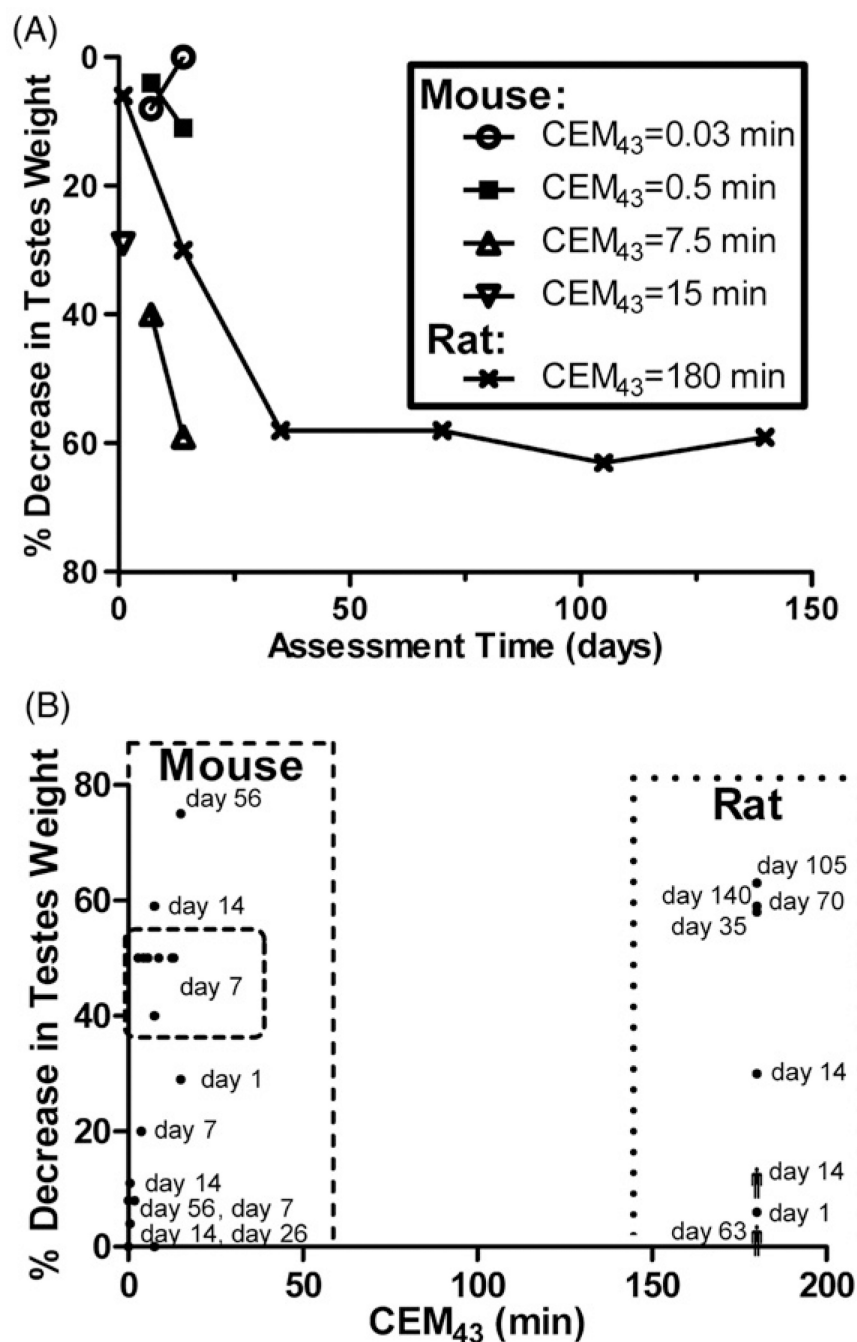 (A)
% Decrease in Testes Weight
0
20
40
60
80
0
50
100
150
Assessment Time (days)
Mouse:
CEM₄₃=0.03 min
CEM₄₃=0.5 min
CEM₄₃=7.5 min
CEM₄₃=15 min
Rat:
CEM₄₃=180 min
(B)
% Decrease in Testes Weight
80
60
40
20
0
Mouse
day 56
day 14
day 7
day 1
day 7
day 14
day 56, day 7
day 14, day 26
Rat
day 105
day 140
day 70
day 35
day 14
day 14
day 1
day 63
0
50
100
150
200
CEM₄₃ (min)